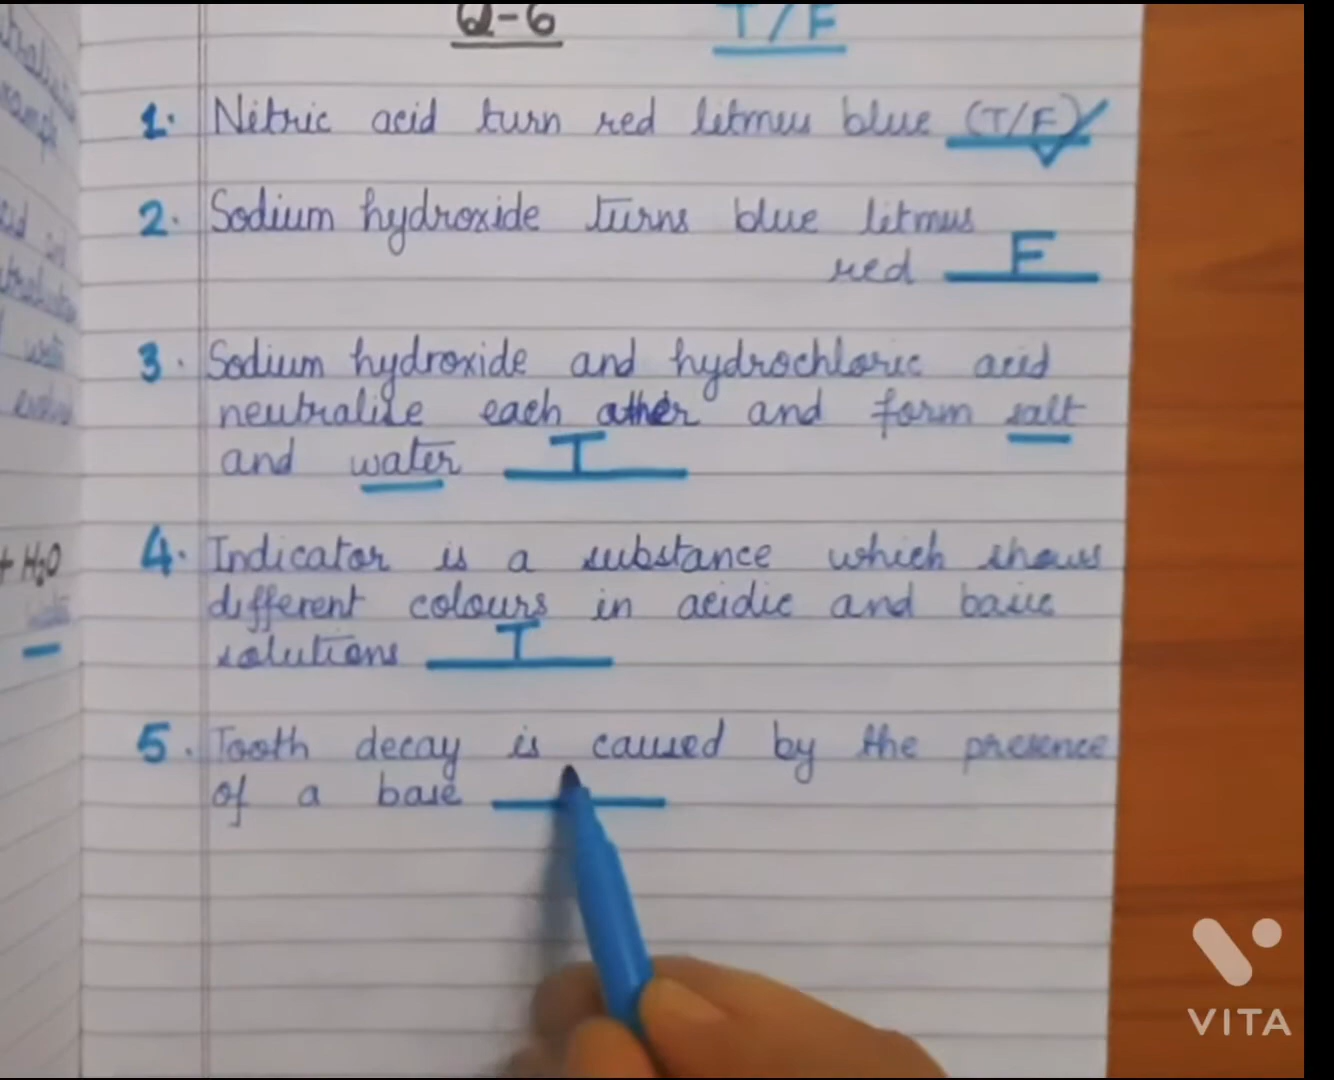 Q-6 T/F
1. Nitric acid turn red litmus blue (T/F)
2. Sodium hydroxide turns blue litmus
red F
3. Sodium hydroxide and hydrochloric acid
neutralise each other and form salt
and water T
4. Indicator is a substance which shows
different colours in acidic and basic
solutions T
5. Tooth decay is caused by the presence
of a base
+ H2O
VITA